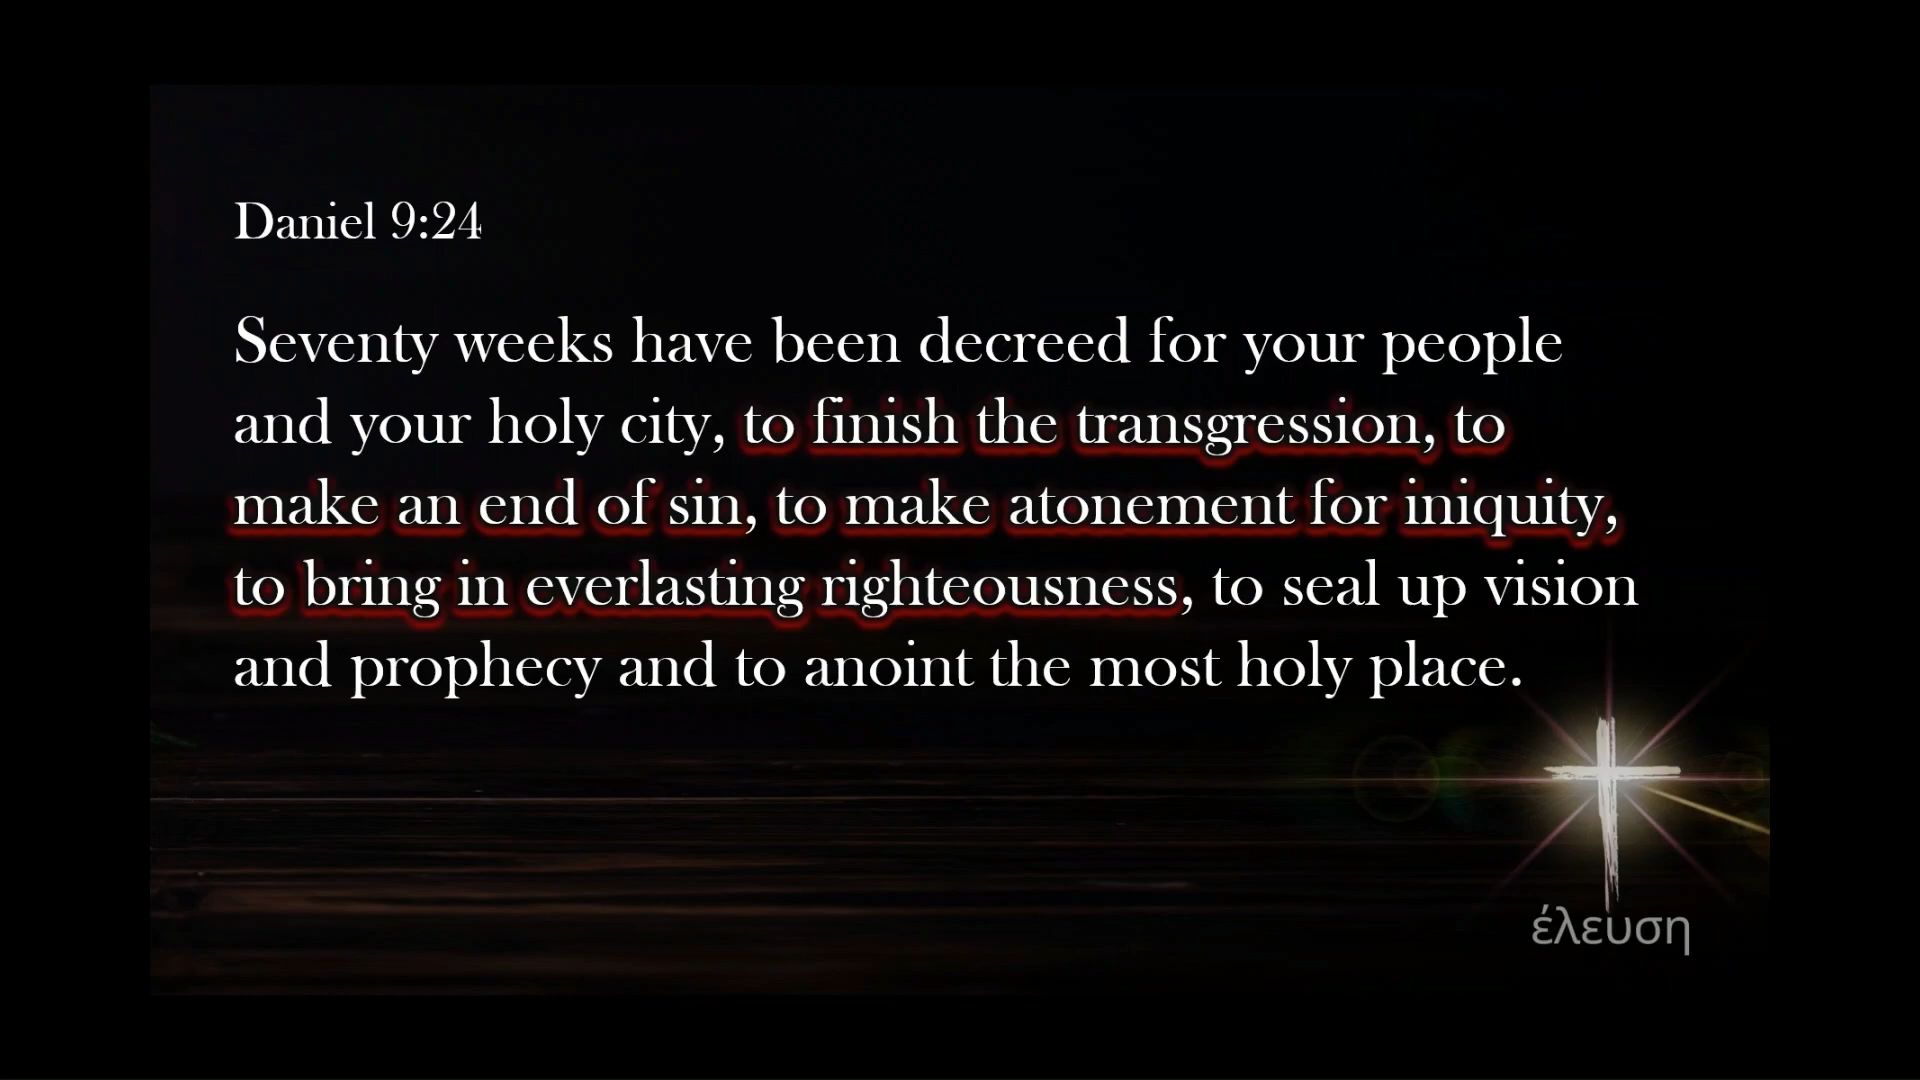 Daniel 9:24
Seventy weeks have been decreed for your people
and your holy city, to finish the transgression, to
make an end of sin, to make atonement for iniquity,
to bring in everlasting righteousness, to seal up vision
and prophecy and to anoint the most holy place.
έλευση